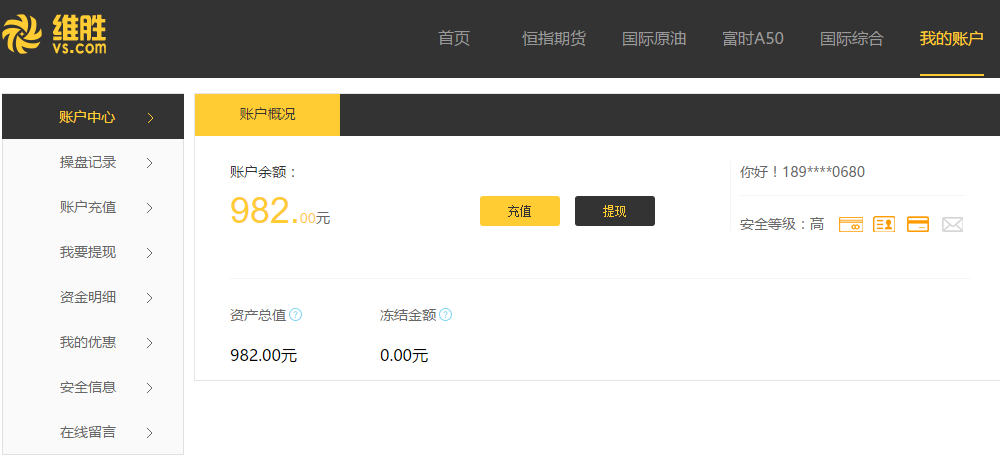 维胜
vs.com
首页 恒指期货 国际原油 富时A50 国际综合 我的账户
账户中心
操盘记录
账户充值
我要提现
资金明细
我的优惠
安全信息
在线留言
账户概况
账户余额：
982.00元
充值 提现
你好！189****0680
安全等级：高
资产总值? 冻结金额?
982.00元 0.00元